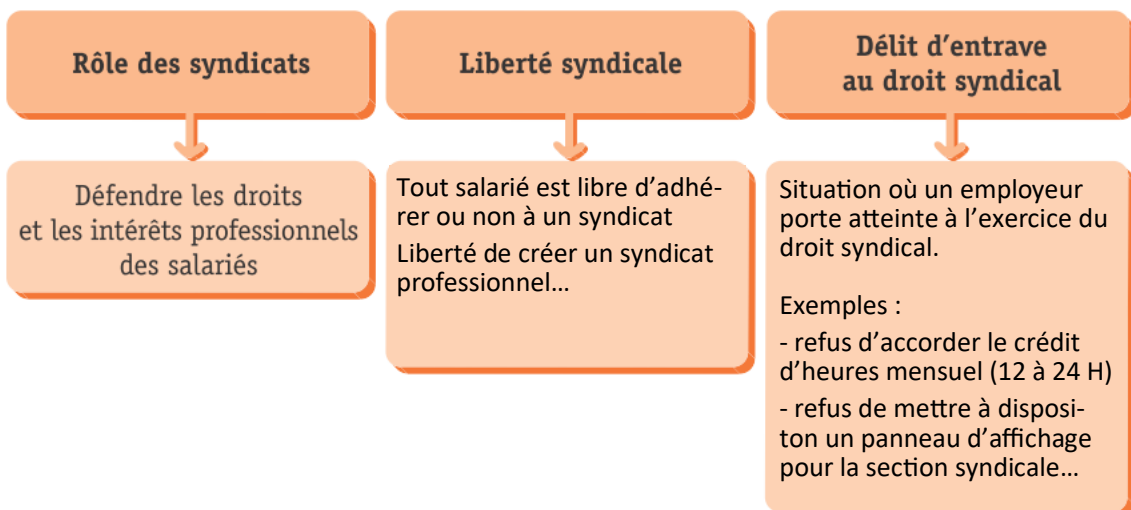 Rôle des syndicats
Défendre les droits
et les intérêts professionnels
des salariés
Liberté syndicale
Tout salarié est libre d’adhé-
rer ou non à un syndicat
Liberté de créer un syndicat
professionnel…
Délit d’entrave
au droit syndical
Situation où un employeur
porte atteinte à l’exercice du
droit syndical.
Exemples :
- refus d’accorder le crédit
d’heures mensuel (12 à 24 H)
- refus de mettre à disposi-
ton un panneau d’affichage
pour la section syndicale…